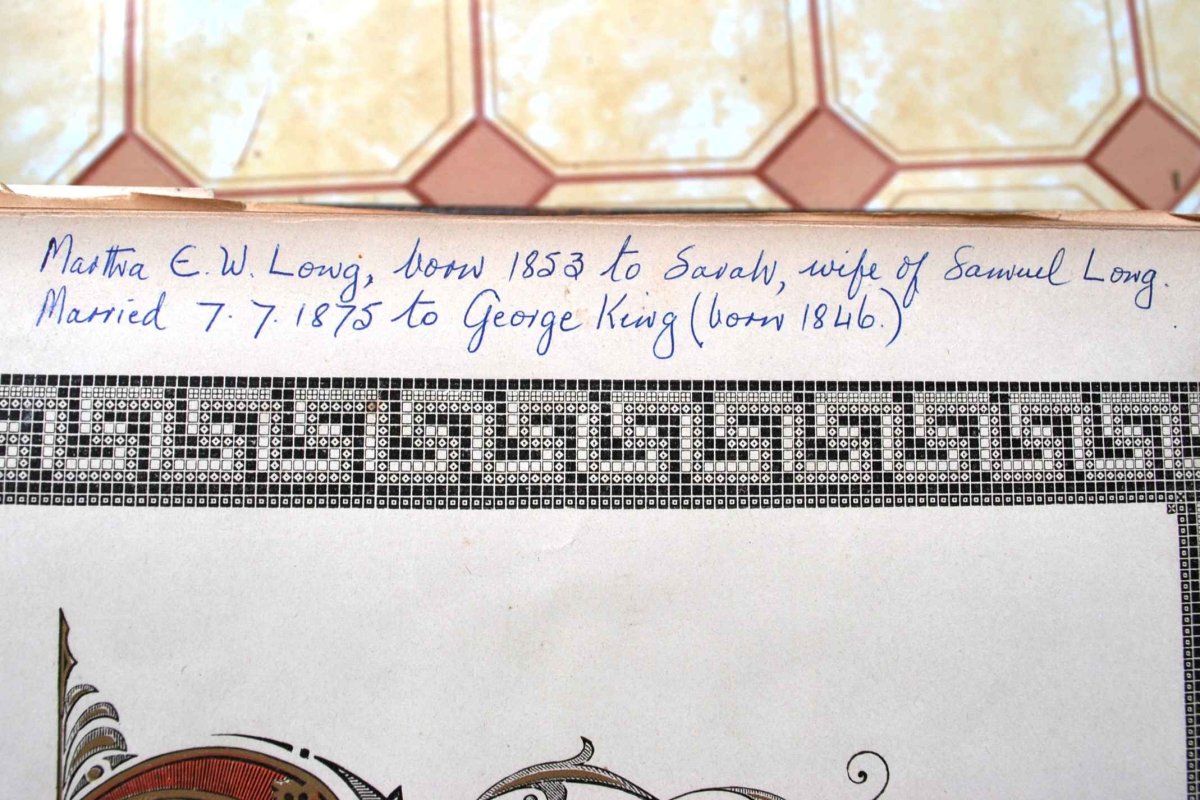 Martha E. W. Long, born 1853 to Sarah, wife of Samuel Long.
Married 7. 7. 1875 to George King (born 1846.)